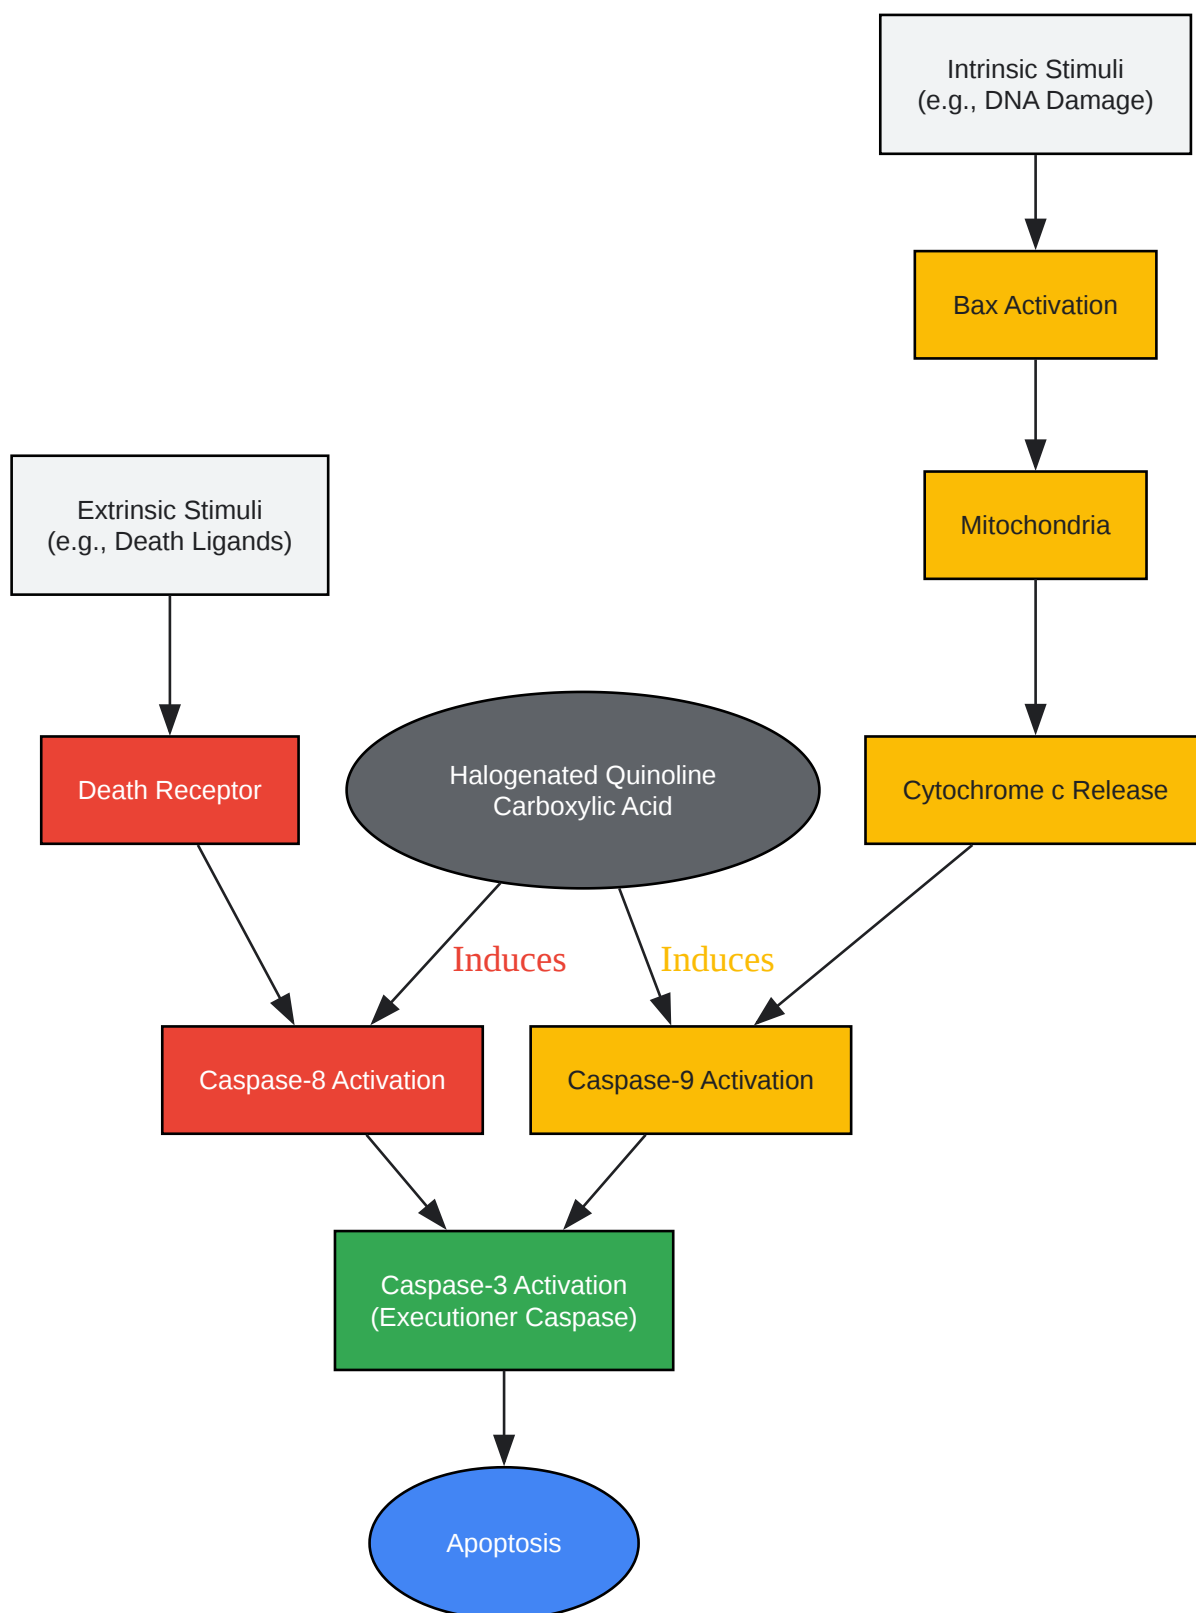 Intrinsic Stimuli
(e.g., DNA Damage)
Bax Activation
Extrinsic Stimuli
(e.g., Death Ligands)
Mitochondria
Death Receptor
Halogenated Quinoline
Carboxylic Acid
Cytochrome c Release
Induces
Induces
Caspase-8 Activation
Caspase-9 Activation
Caspase-3 Activation
(Executioner Caspase)
Apoptosis